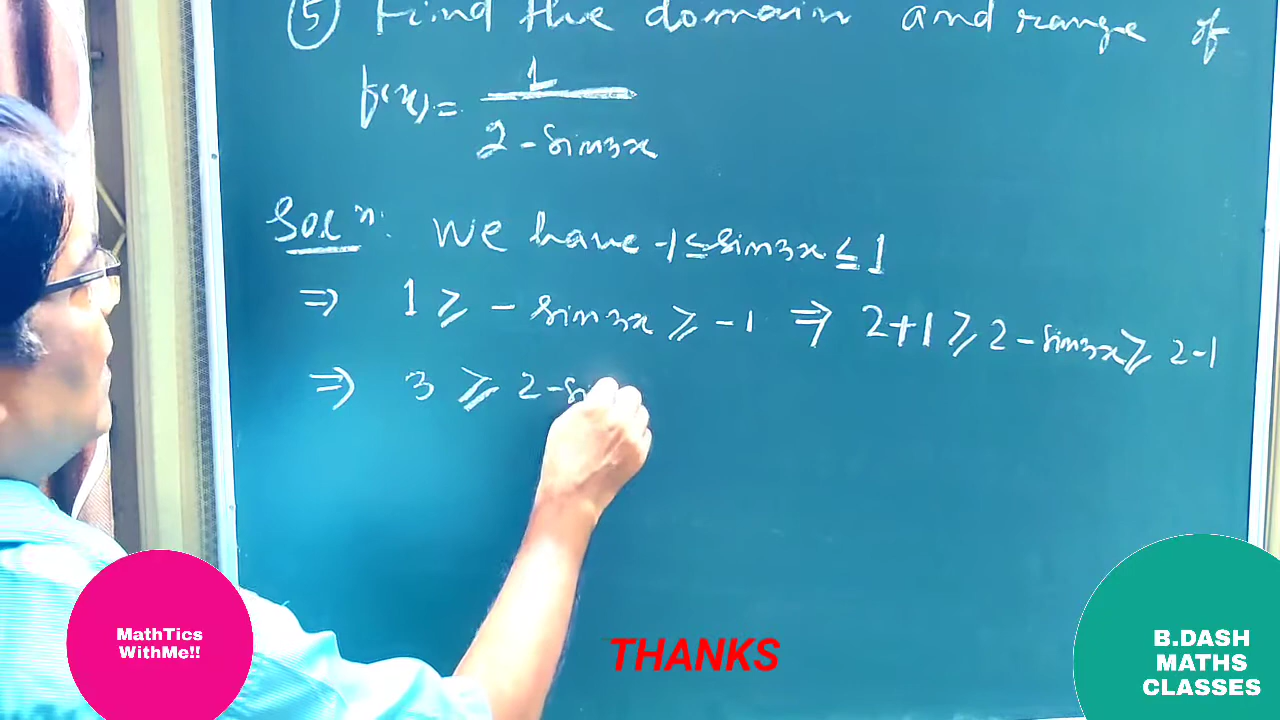 ⑤ Find the domain and range of
f(x) = 1
2 - sin3x
Solⁿ: We have -1 ≤ sin3x ≤ 1
⇒ 1 ⩾ - sin3x ⩾ -1 ⇒ 2+1 ⩾ 2 - sin3x ⩾ 2-1
⇒ 3 ⩾ 2-si
MathTics
WithMe!!
THANKS
B.DASH
MATHS
CLASSES